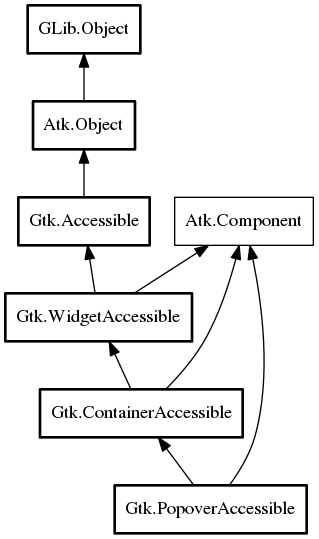 GLib.Object
Atk.Object
Gtk.Accessible
Atk.Component
Gtk.WidgetAccessible
Gtk.ContainerAccessible
Gtk.PopoverAccessible